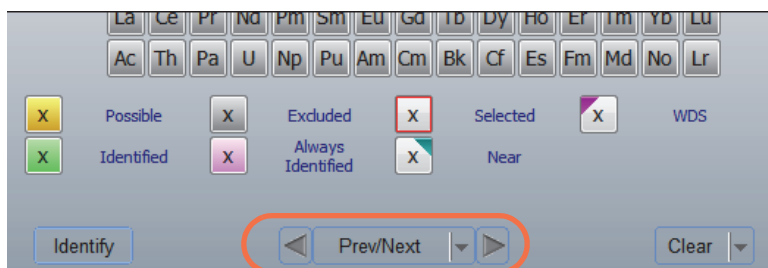 La Ce Pr Nd Pm Sm Eu Gd Tb Dy Ho Er Tm Yb Lu
Ac Th Pa U Np Pu Am Cm Bk Cf Es Fm Md No Lr
X Possible X Excluded X Selected X WDS
X Identified X Always Identified X Near
Identify Prev/Next Clear